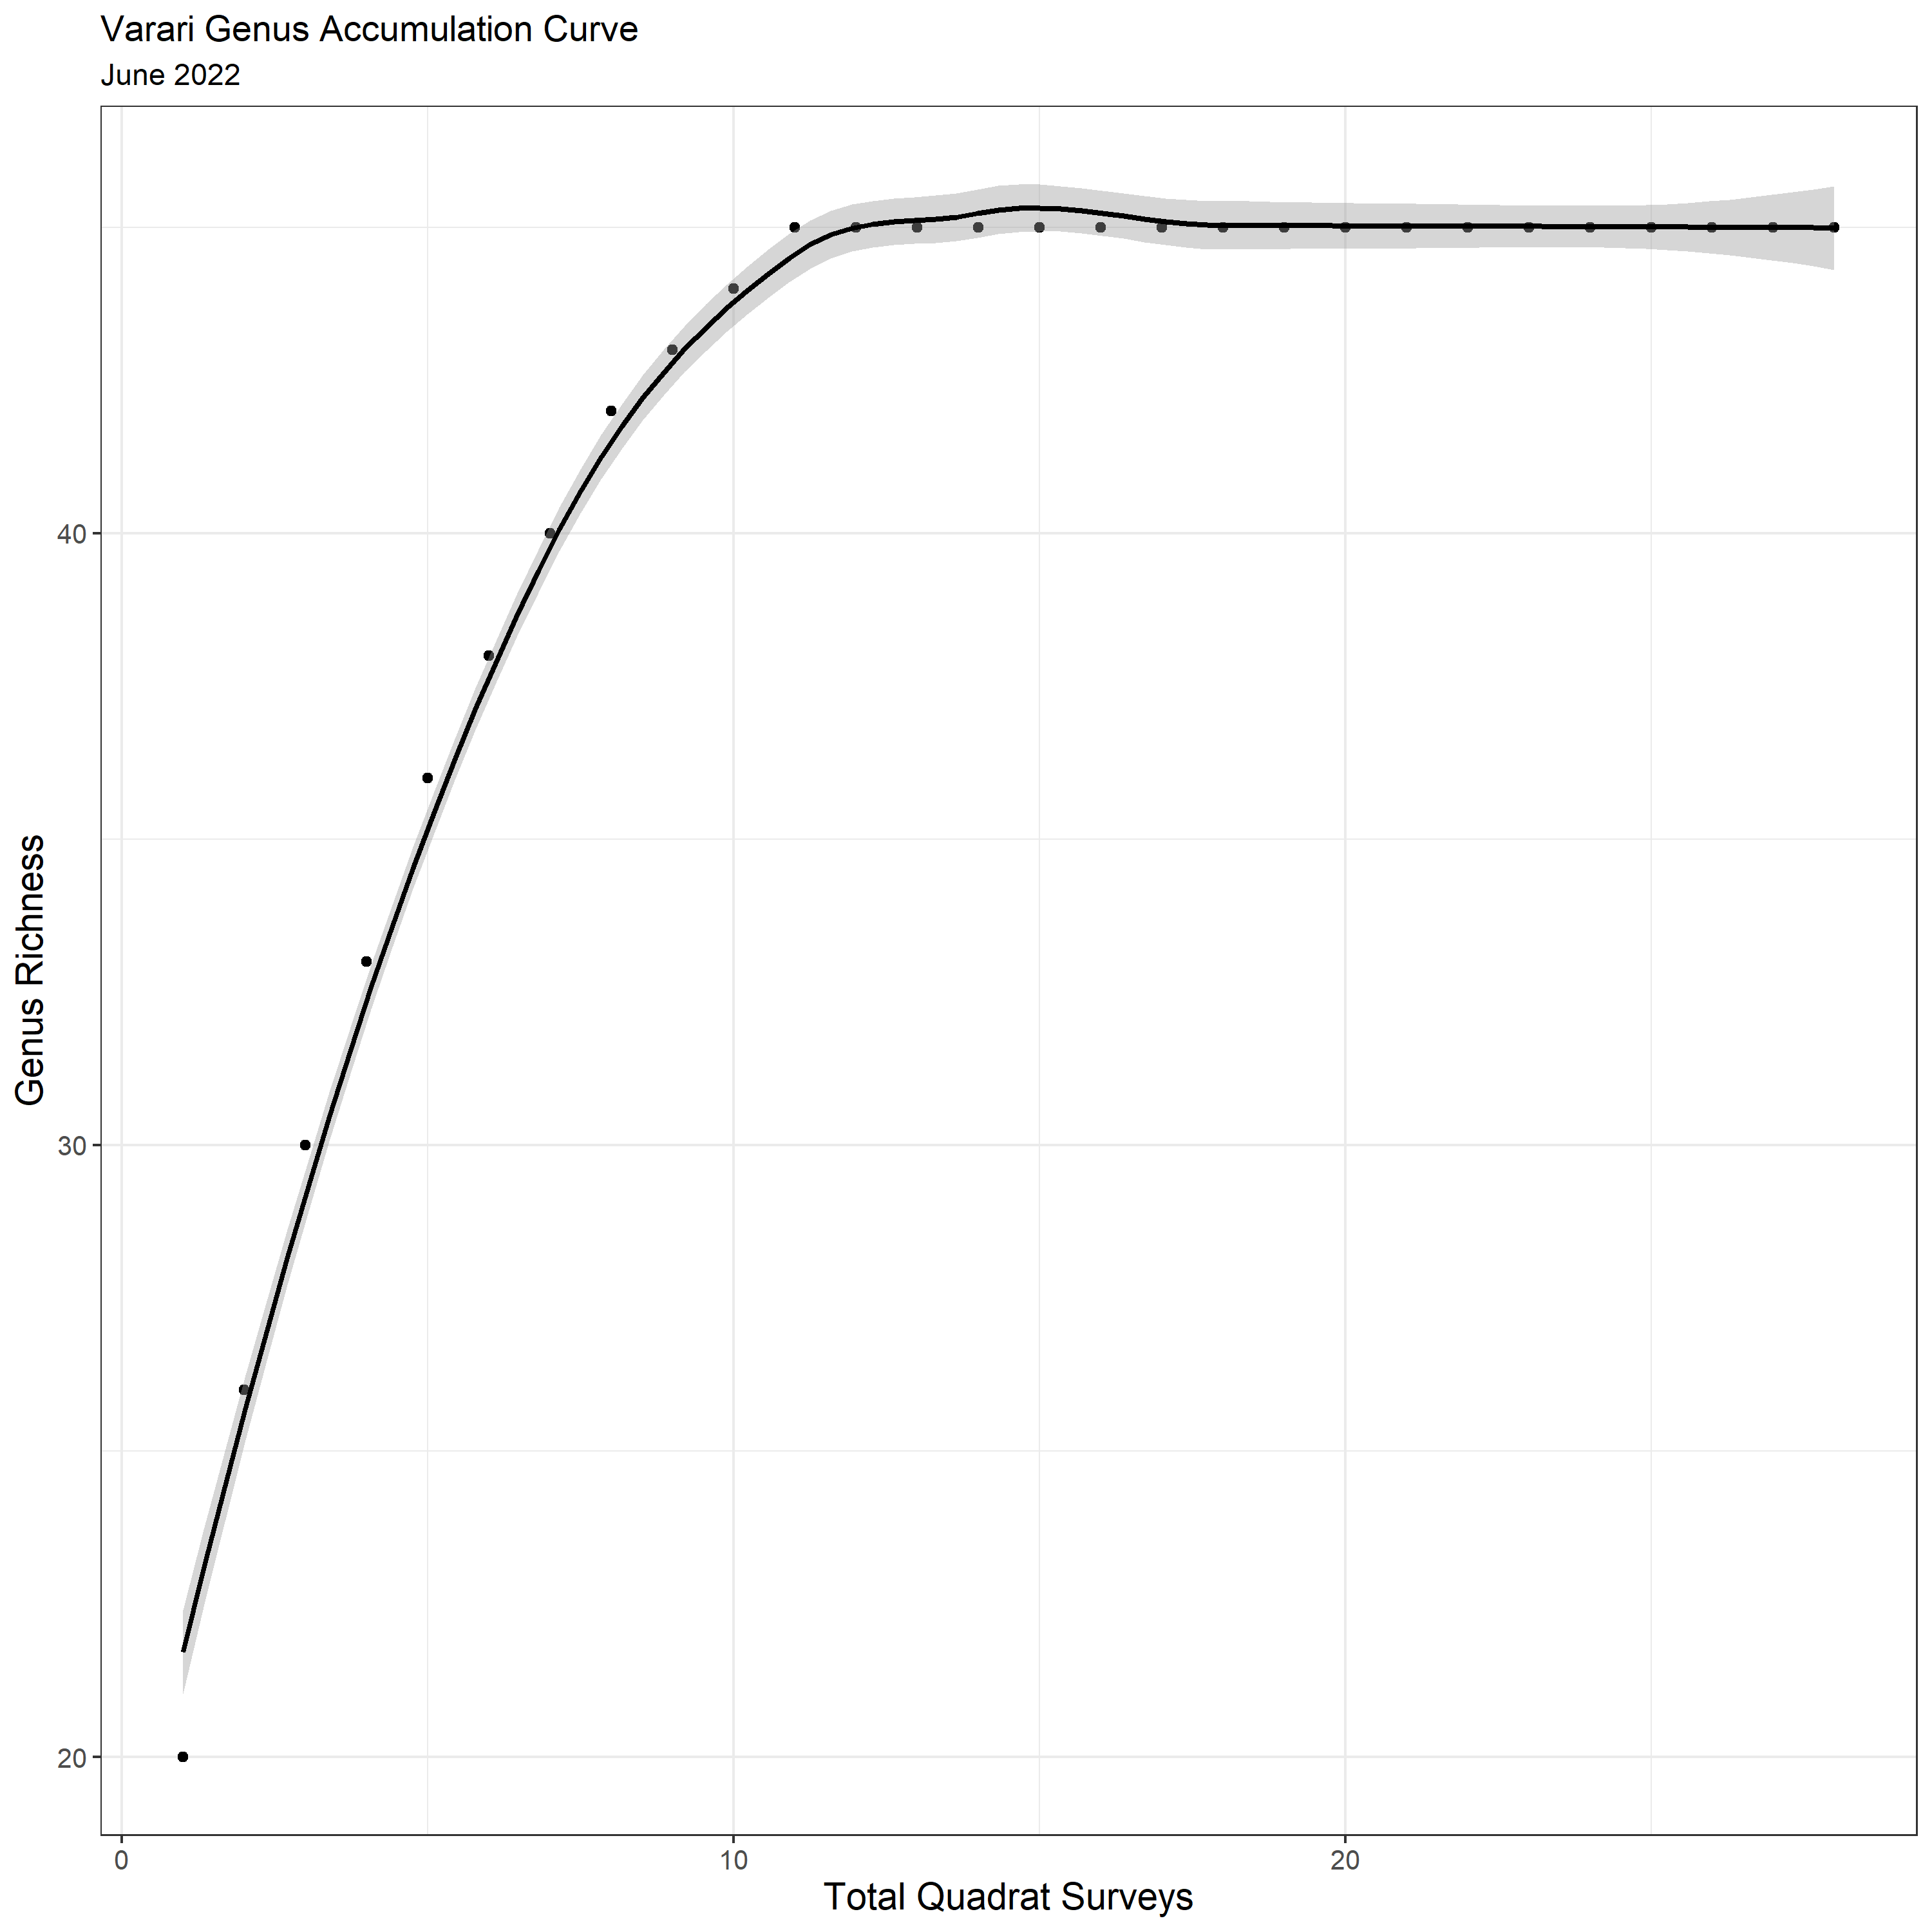 Varari Genus Accumulation Curve
June 2022
Genus Richness
40
30
20
0
10
20
Total Quadrat Surveys